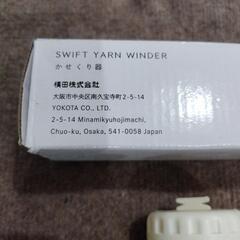 SWIFT YARN WINDER
かせくり器
横田株式会社
大阪市中央区南久宝寺町2-5-14
YOKOTA CO., LTD.
2-5-14 Minamikyuhojimachi,
Chuo-ku, Osaka, 541-0058 Japan